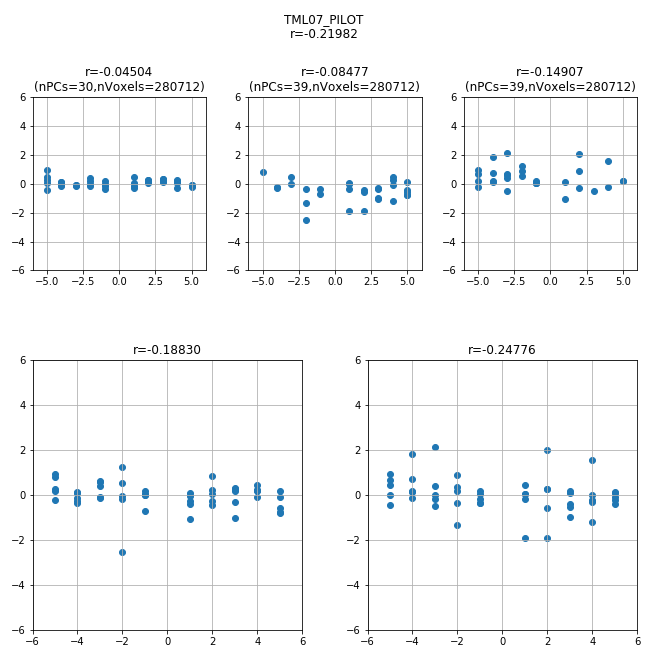 TML07_PILOT
r=-0.21982
r=-0.04504
(nPCs=30,nVoxels=280712)
r=-0.08477
(nPCs=39,nVoxels=280712)
r=-0.14907
(nPCs=39,nVoxels=280712)
6
4
2
0
−2
−4
−6
−5.0 −2.5 0.0 2.5 5.0
6
4
2
0
−2
−4
−6
−5.0 −2.5 0.0 2.5 5.0
6
4
2
0
−2
−4
−6
−5.0 −2.5 0.0 2.5 5.0
r=-0.18830
6
4
2
0
−2
−4
−6
−6 −4 −2 0 2 4 6
r=-0.24776
6
4
2
0
−2
−4
−6
−6 −4 −2 0 2 4 6